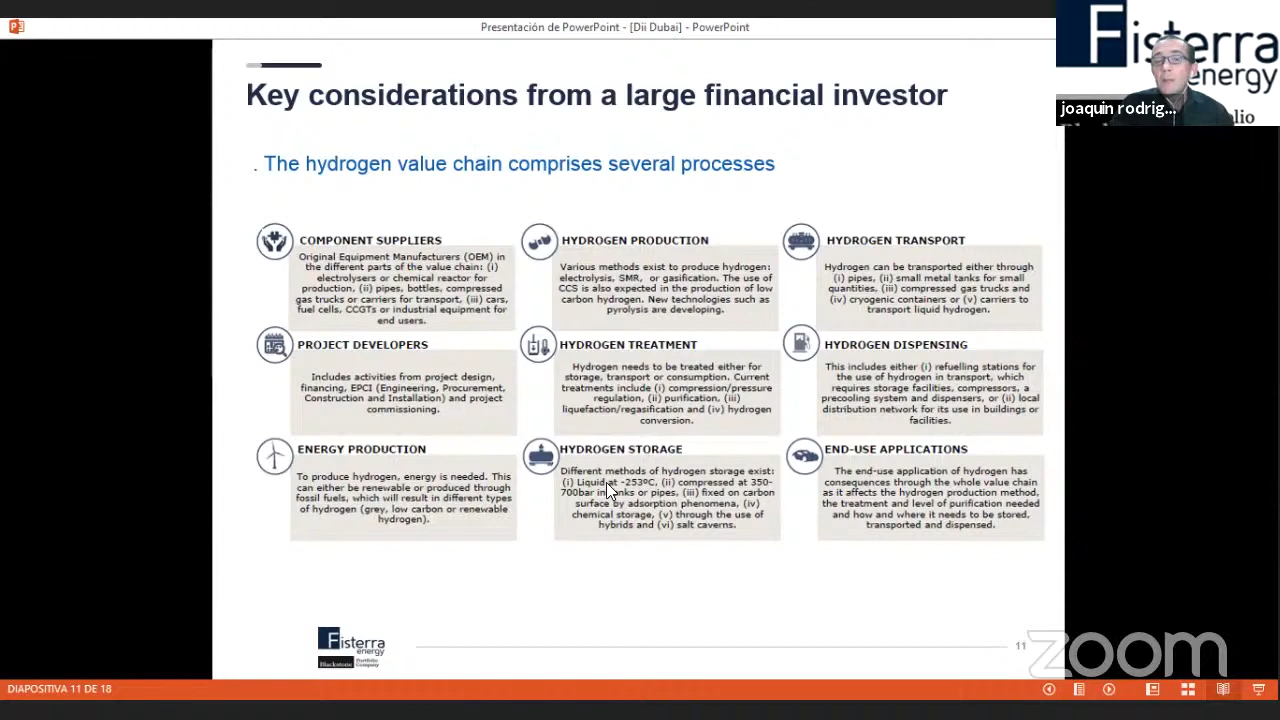 Presentación de PowerPoint - [Dii Dubai] - PowerPoint
Fisterra
energy
joaquin rodrig...
Key considerations from a large financial investor
. The hydrogen value chain comprises several processes
COMPONENT SUPPLIERS
Original Equipment Manufacturers (OEM) in
the different parts of the value chain: (i)
electrolysers or chemical reactor for
production, (ii) pipes, bottles, compressed
gas trucks or carriers for transport, (iii) cars,
fuel cells, CCGTs or industrial equipment for
end users.
HYDROGEN PRODUCTION
Various methods exist to produce hydrogen:
electrolysis, SMR, or gasification. The use of
CCS is also expected in the production of low
carbon hydrogen. New technologies such as
pyrolysis are developing.
HYDROGEN TRANSPORT
Hydrogen can be transported either through
(i) pipes, (ii) small metal tanks for small
quantities, (iii) compressed gas trucks and
(iv) cryogenic containers or (v) carriers to
transport liquid hydrogen.
PROJECT DEVELOPERS
Includes activities from project design,
financing, EPCI (Engineering, Procurement,
Construction and Installation) and project
commissioning.
HYDROGEN TREATMENT
Hydrogen needs to be treated either for
storage, transport or consumption. Current
treatments include (i) compression/pressure
regulation, (ii) purification, (iii)
liquefaction/regasification and (iv) hydrogen
conversion.
HYDROGEN DISPENSING
This includes either (i) refuelling stations for
the use of hydrogen in transport, which
requires storage facilities, compressors, a
precooling system and dispensers, or (ii) local
distribution network for its use in buildings or
facilities.
ENERGY PRODUCTION
To produce hydrogen, energy is needed. This
can either be renewable or produced through
fossil fuels, which will result in different types
of hydrogen (grey, low carbon or renewable
hydrogen).
HYDROGEN STORAGE
Different methods of hydrogen storage exist:
(i) Liquid at -253ºC, (ii) compressed at 350-
700bar in tanks or pipes, (iii) fixed on carbon
surface by adsorption phenomena, (iv)
chemical storage, (v) through the use of
hybrids and (vi) salt caverns.
END-USE APPLICATIONS
The end-use application of hydrogen has
consequences through the whole value chain
as it affects the hydrogen production method,
the treatment and level of purification needed
and how and where it needs to be stored,
transported and dispensed.
Fisterra
energy
Blackstone Portfolio Company
11
zoom
DIAPOSITIVA 11 DE 18